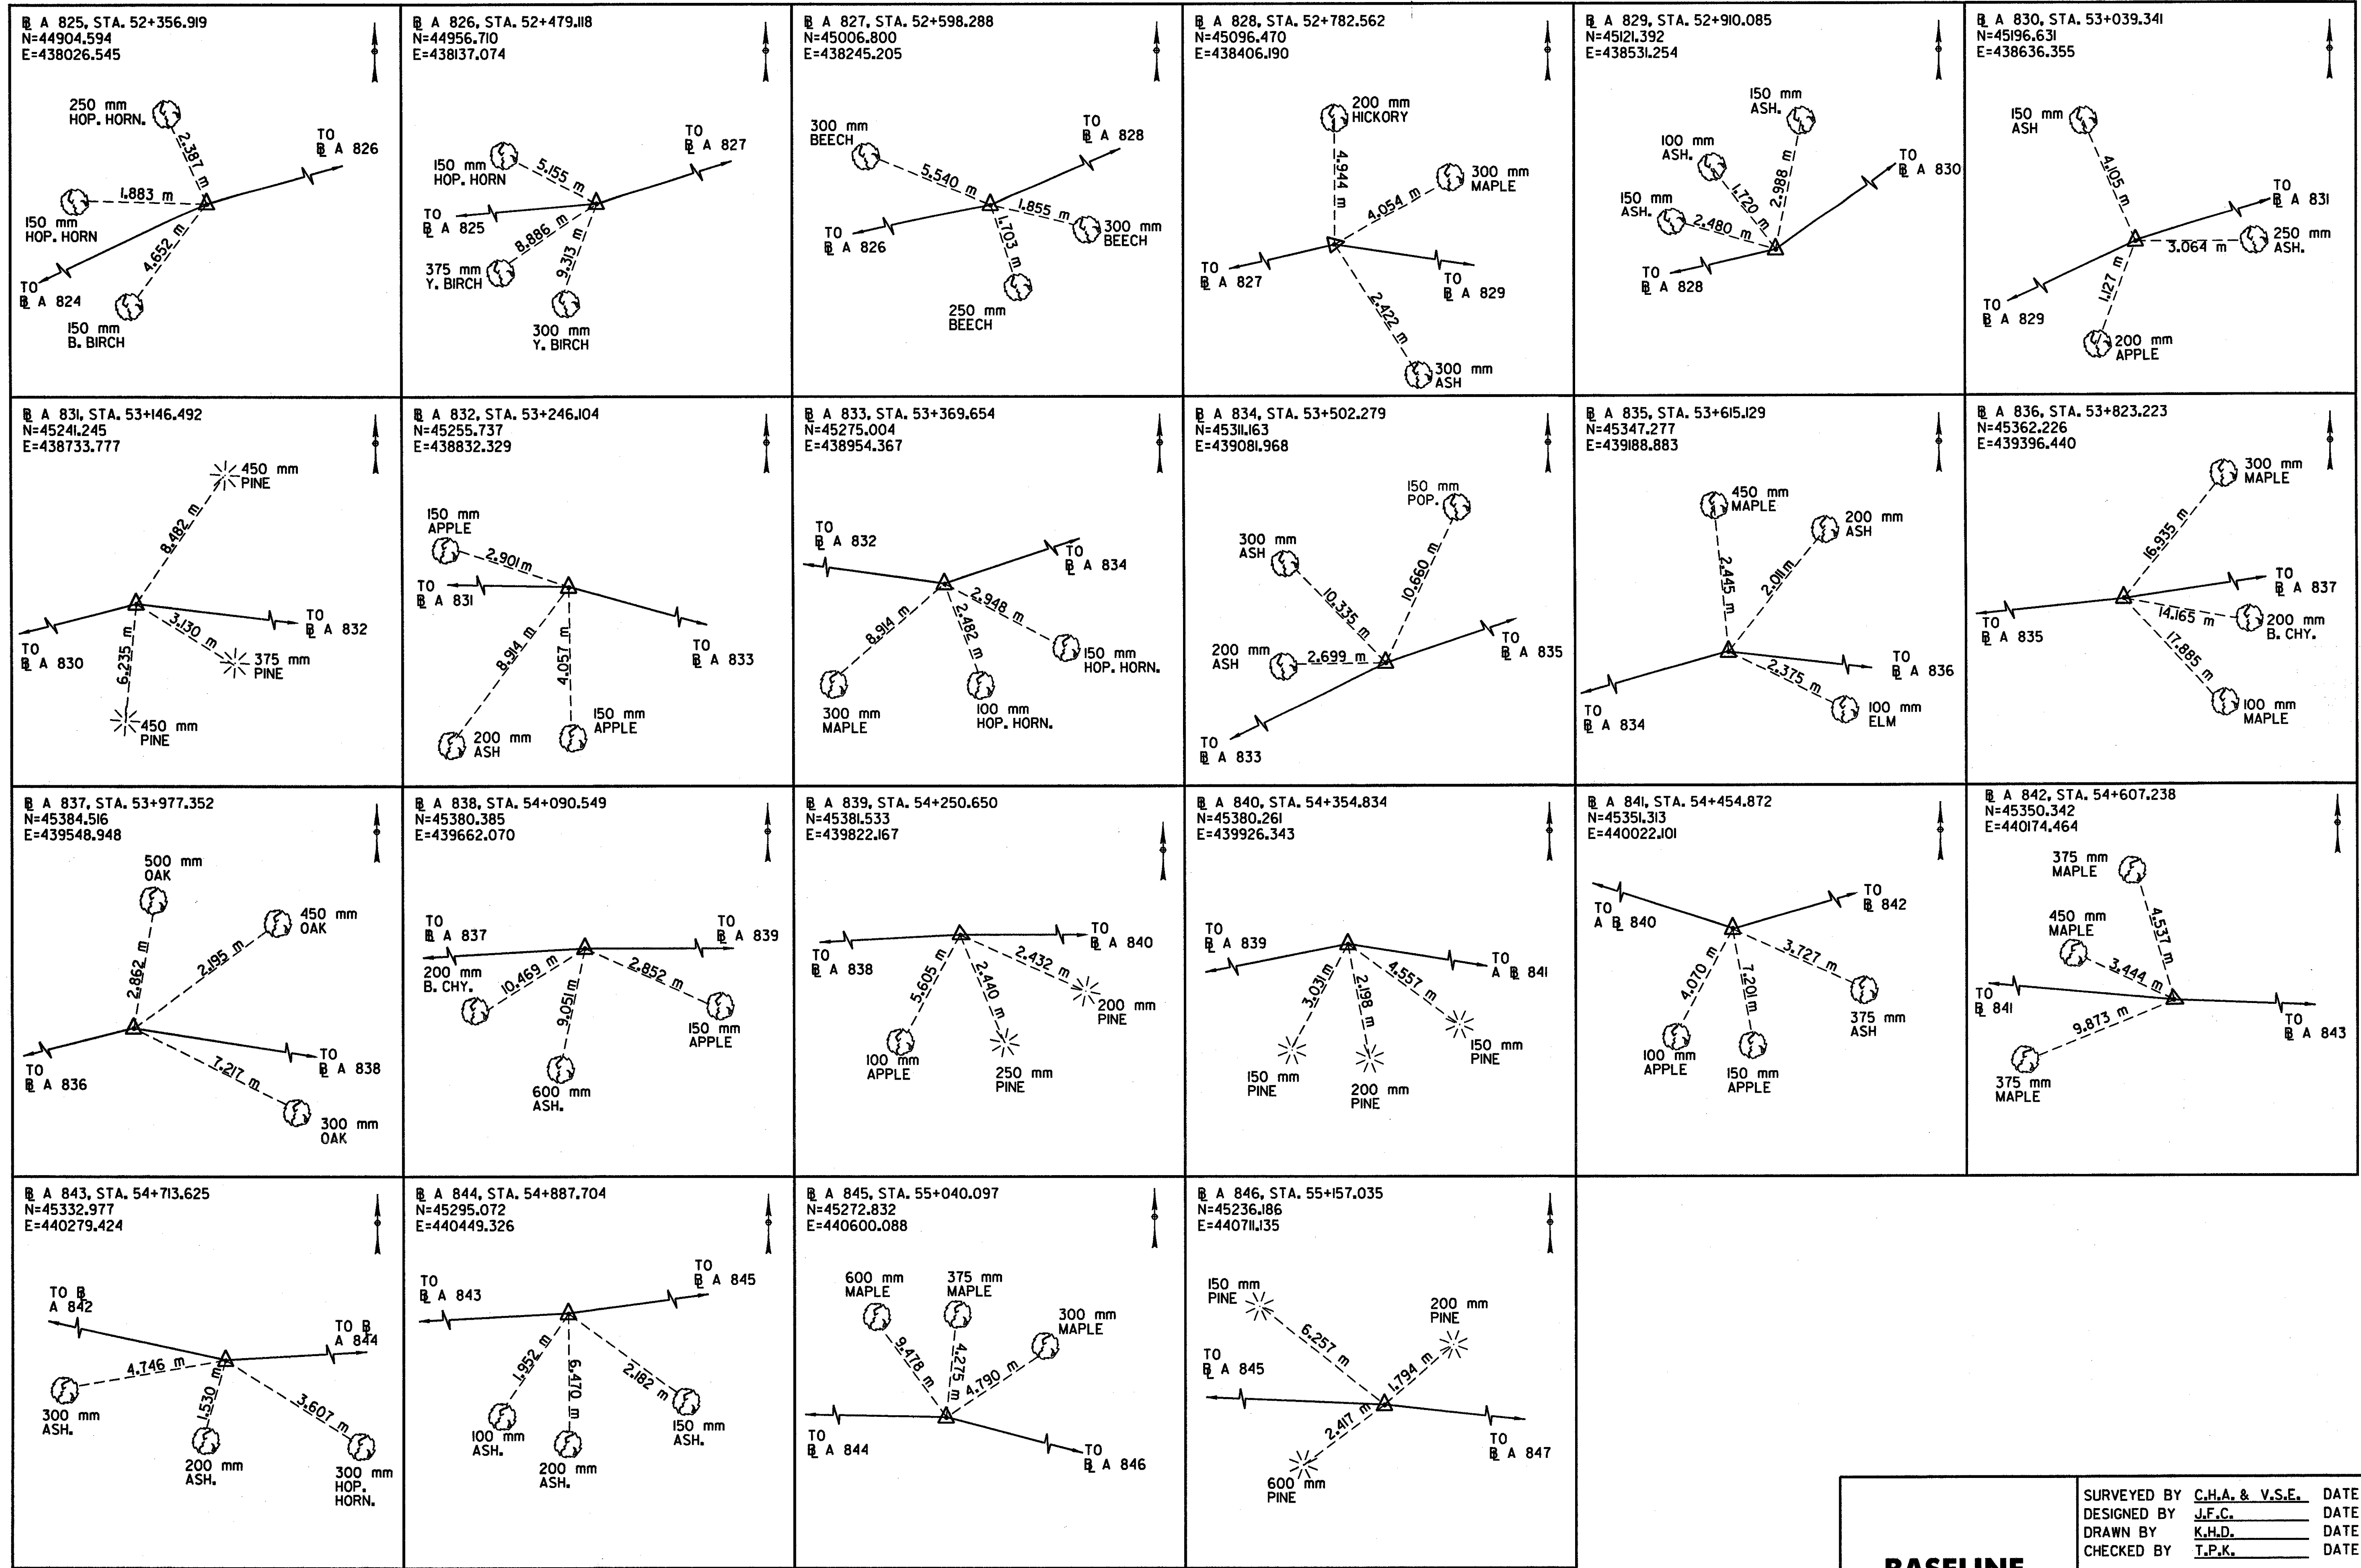 ℄ A 825, STA. 52+356.919
N=44904.594
E=438026.545
250 mm
HOP. HORN.
2.387 m
TO
℄ A 826
1.883 m
150 mm
HOP. HORN
4.652 m
TO
℄ A 824
150 mm
B. BIRCH
℄ A 826, STA. 52+479.118
N=44956.710
E=438137.074
TO
℄ A 827
150 mm
HOP. HORN
5.155 m
TO
℄ A 825
8.886 m
9.313 m
375 mm
Y. BIRCH
300 mm
Y. BIRCH
℄ A 827, STA. 52+598.288
N=45006.800
E=438245.205
300 mm
BEECH
TO
℄ A 828
5.540 m
1.855 m
TO
℄ A 826
1.703 m
300 mm
BEECH
250 mm
BEECH
℄ A 828, STA. 52+782.562
N=45096.470
E=438406.190
200 mm
HICKORY
4.944 m
300 mm
MAPLE
4.054 m
TO
℄ A 827
TO
℄ A 829
2.422 m
300 mm
ASH
℄ A 829, STA. 52+910.085
N=45121.392
E=438531.254
150 mm
ASH.
100 mm
ASH.
TO
℄ A 830
1.720 m
2.988 m
150 mm
ASH.
2.480 m
TO
℄ A 828
℄ A 830, STA. 53+039.341
N=45196.631
E=438636.355
150 mm
ASH
4.105 m
TO
℄ A 831
250 mm
ASH.
3.064 m
1.127 m
TO
℄ A 829
200 mm
APPLE
℄ A 831, STA. 53+146.492
N=45241.245
E=438733.777
450 mm
PINE
8.482 m
TO
℄ A 832
TO
℄ A 830
3.130 m
375 mm
PINE
6.235 m
450 mm
PINE
℄ A 832, STA. 53+246.104
N=45255.737
E=438832.329
150 mm
APPLE
2.901 m
TO
℄ A 831
TO
℄ A 833
8.914 m
4.057 m
200 mm
ASH
150 mm
APPLE
℄ A 833, STA. 53+369.654
N=45275.004
E=438954.367
TO
℄ A 832
TO
℄ A 834
8.914 m
2.482 m
2.948 m
150 mm
HOP. HORN.
300 mm
MAPLE
100 mm
HOP. HORN.
℄ A 834, STA. 53+502.279
N=45311.163
E=439081.968
150 mm
POP.
300 mm
ASH
10.335 m
10.660 m
200 mm
ASH
2.699 m
TO
℄ A 835
TO
℄ A 833
℄ A 835, STA. 53+615.129
N=45347.277
E=439188.883
450 mm
MAPLE
200 mm
ASH
2.445 m
2.011 m
TO
℄ A 836
2.375 m
TO
℄ A 834
100 mm
ELM
℄ A 836, STA. 53+823.223
N=45362.226
E=439396.440
300 mm
MAPLE
16.935 m
TO
℄ A 837
TO
℄ A 835
14.165 m
200 mm
B. CHY.
17.885 m
100 mm
MAPLE
℄ A 837, STA. 53+977.352
N=45384.516
E=439548.948
500 mm
OAK
450 mm
OAK
2.862 m
2.195 m
TO
℄ A 838
TO
℄ A 836
7.217 m
300 mm
OAK
℄ A 838, STA. 54+090.549
N=45380.385
E=439662.070
TO
℄ A 837
TO
℄ A 839
200 mm
B. CHY.
10.469 m
9.051 m
2.852 m
150 mm
APPLE
600 mm
ASH.
℄ A 839, STA. 54+250.650
N=45381.533
E=439822.167
TO
℄ A 838
TO
℄ A 840
5.605 m
2.440 m
2.432 m
200 mm
PINE
100 mm
APPLE
250 mm
PINE
℄ A 840, STA. 54+354.834
N=45380.261
E=439926.343
TO
℄ A 839
TO
A ℄ 841
3.031 m
2.198 m
4.557 m
150 mm
PINE
150 mm
PINE
200 mm
PINE
℄ A 841, STA. 54+454.872
N=45351.313
E=440022.101
TO
A ℄ 840
TO
℄ 842
4.070 m
7.201 m
3.727 m
375 mm
ASH
100 mm
APPLE
150 mm
APPLE
℄ A 842, STA. 54+607.238
N=45350.342
E=440174.464
375 mm
MAPLE
450 mm
MAPLE
4.537 m
3.444 m
TO
℄ 841
TO
℄ A 843
9.873 m
375 mm
MAPLE
℄ A 843, STA. 54+713.625
N=45332.977
E=440279.424
TO ℄
A 842
TO ℄
A 844
4.746 m
1.530 m
3.607 m
300 mm
ASH.
200 mm
ASH.
300 mm
HOP.
HORN.
℄ A 844, STA. 54+887.704
N=45295.072
E=440449.326
TO
℄ A 843
TO
℄ A 845
1.952 m
6.470 m
2.182 m
100 mm
ASH.
200 mm
ASH.
150 mm
ASH.
℄ A 845, STA. 55+040.097
N=45272.832
E=440600.088
600 mm
MAPLE
375 mm
MAPLE
300 mm
MAPLE
9.478 m
4.275 m
4.790 m
TO
℄ A 844
TO
℄ A 846
℄ A 846, STA. 55+157.035
N=45236.186
E=440711.135
150 mm
PINE
200 mm
PINE
6.257 m
1.794 m
TO
℄ A 845
2.417 m
TO
℄ A 847
600 mm
PINE
BASELINE
SURVEYED BY C.H.A. & V.S.E. DATE
DESIGNED BY J.F.C. DATE
DRAWN BY K.H.D. DATE
CHECKED BY T.P.K. DATE